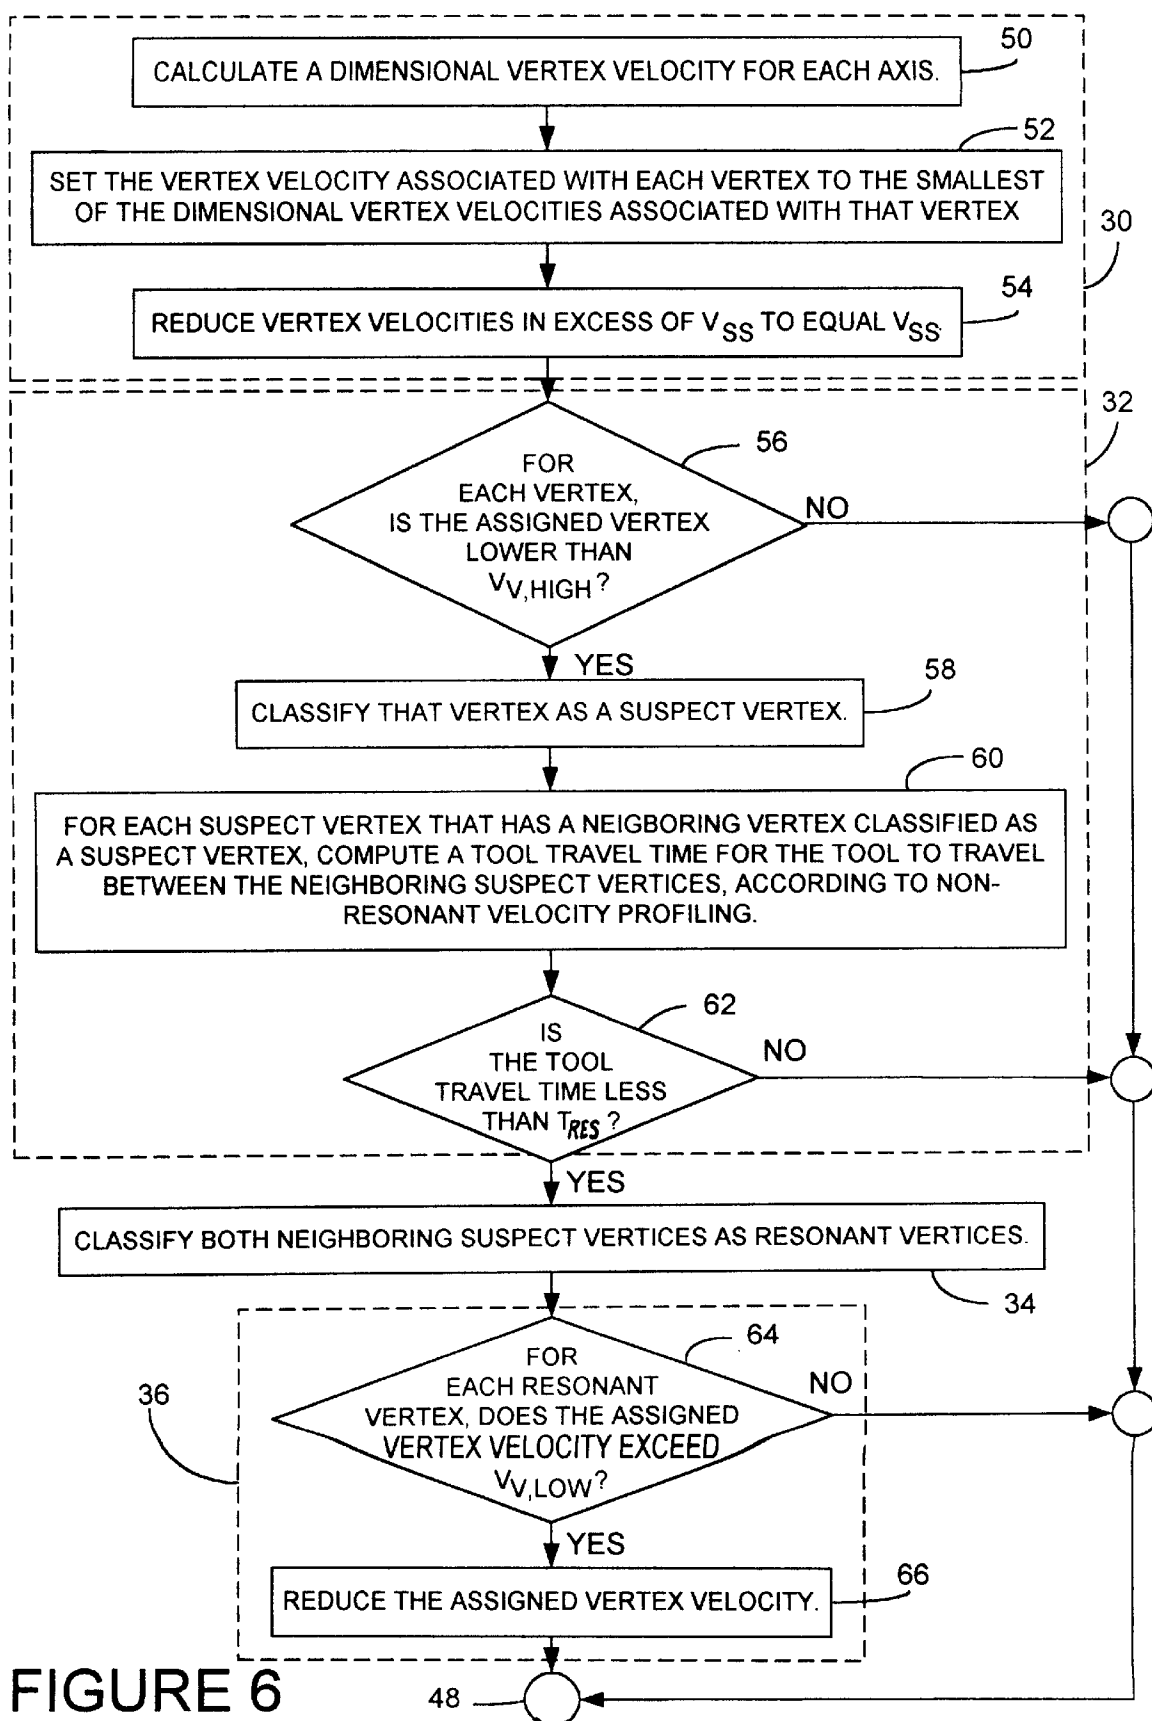 50
CALCULATE A DIMENSIONAL VERTEX VELOCITY FOR EACH AXIS.
52
SET THE VERTEX VELOCITY ASSOCIATED WITH EACH VERTEX TO THE SMALLEST
OF THE DIMENSIONAL VERTEX VELOCITIES ASSOCIATED WITH THAT VERTEX
30
54
REDUCE VERTEX VELOCITIES IN EXCESS OF VSS TO EQUAL VSS.
32
56
FOR
EACH VERTEX,
IS THE ASSIGNED VERTEX
LOWER THAN
VV,HIGH ?
NO
YES
58
CLASSIFY THAT VERTEX AS A SUSPECT VERTEX.
60
FOR EACH SUSPECT VERTEX THAT HAS A NEIGBORING VERTEX CLASSIFIED AS
A SUSPECT VERTEX, COMPUTE A TOOL TRAVEL TIME FOR THE TOOL TO TRAVEL
BETWEEN THE NEIGHBORING SUSPECT VERTICES, ACCORDING TO NON-
RESONANT VELOCITY PROFILING.
62
IS
THE TOOL
TRAVEL TIME LESS
THAN TRES ?
NO
YES
CLASSIFY BOTH NEIGHBORING SUSPECT VERTICES AS RESONANT VERTICES.
34
64
FOR
EACH RESONANT
VERTEX, DOES THE ASSIGNED
VERTEX VELOCITY EXCEED
VV,LOW ?
NO
36
YES
66
REDUCE THE ASSIGNED VERTEX VELOCITY.
FIGURE 6
48